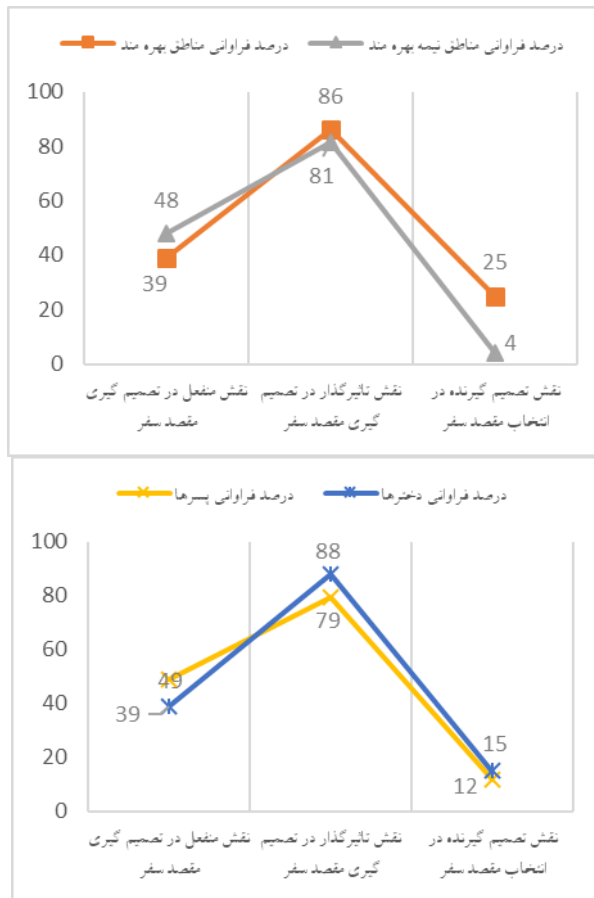 درصد فراوانی مناطق بهره مند درصد فراوانی مناطق نیمه بهره مند
100
80
60
40
20
0
86
81
48
39
25
4
نقش منفعل در تصمیم گیری
مقصد سفر
نقش تاثیرگذار در تصمیم
گیری مقصد سفر
نقش تصمیم گیرنده در
انتخاب مقصد سفر
درصد فراوانی پسرها درصد فراوانی دخترها
100
80
60
40
20
0
88
79
49
39
15
12
نقش منفعل در تصمیم گیری
مقصد سفر
نقش تاثیرگذار در تصمیم
گیری مقصد سفر
نقش تصمیم گیرنده در
انتخاب مقصد سفر